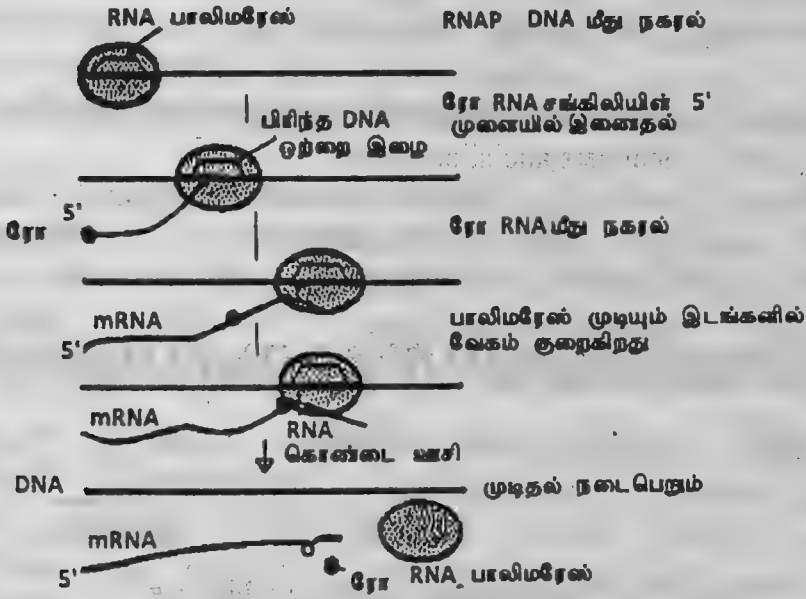 RNA பாலிமரேஸ்
RNAP DNA மீது நகரல்
ரோ RNA சங்கிலியின் 5'
முனையில் இணைதல்
பிரிந்த DNA
ஒற்றை இழை
5'
ரோ
ரோ RNA மீது நகரல்
mRNA
5'
பாலிமரேஸ் முடியும் இடங்களில்
வேகம் குறைகிறது
mRNA
RNA
கொண்டை ஊசி
DNA
முடிதல் நடைபெறும்
mRNA
5'
ரோ
RNA பாலிமரேஸ்